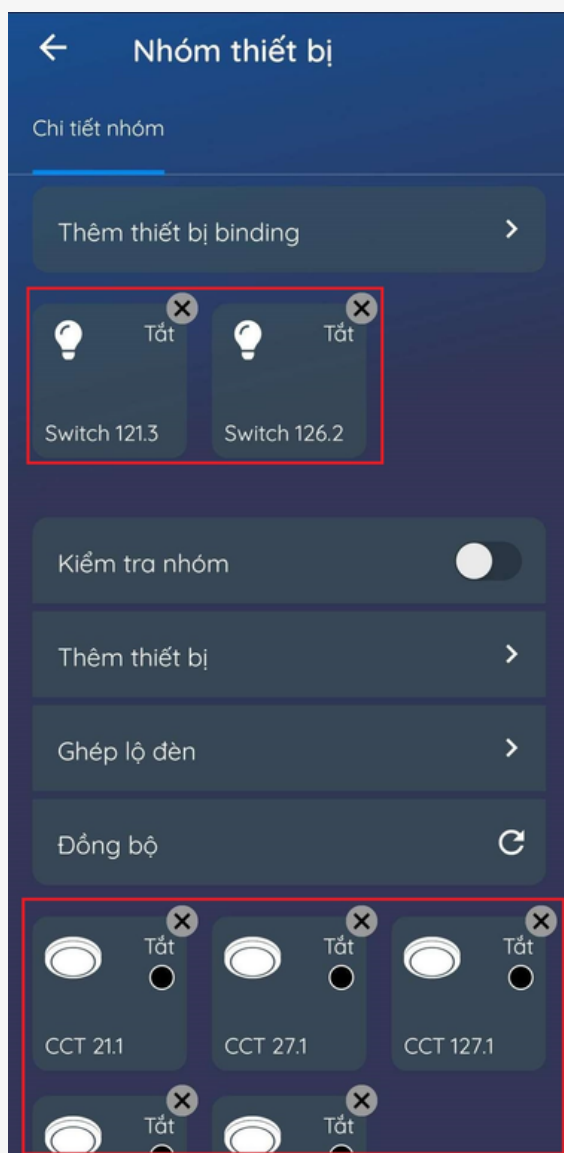 Nhóm thiết bị
Chi tiết nhóm
Thêm thiết bị binding
Tắt
Tắt
Switch 121.3
Switch 126.2
Kiểm tra nhóm
Thêm thiết bị
Ghép lộ đèn
Đồng bộ
Tắt
Tắt
Tắt
CCT 21.1
CCT 27.1
CCT 127.1
Tắt
Tắt